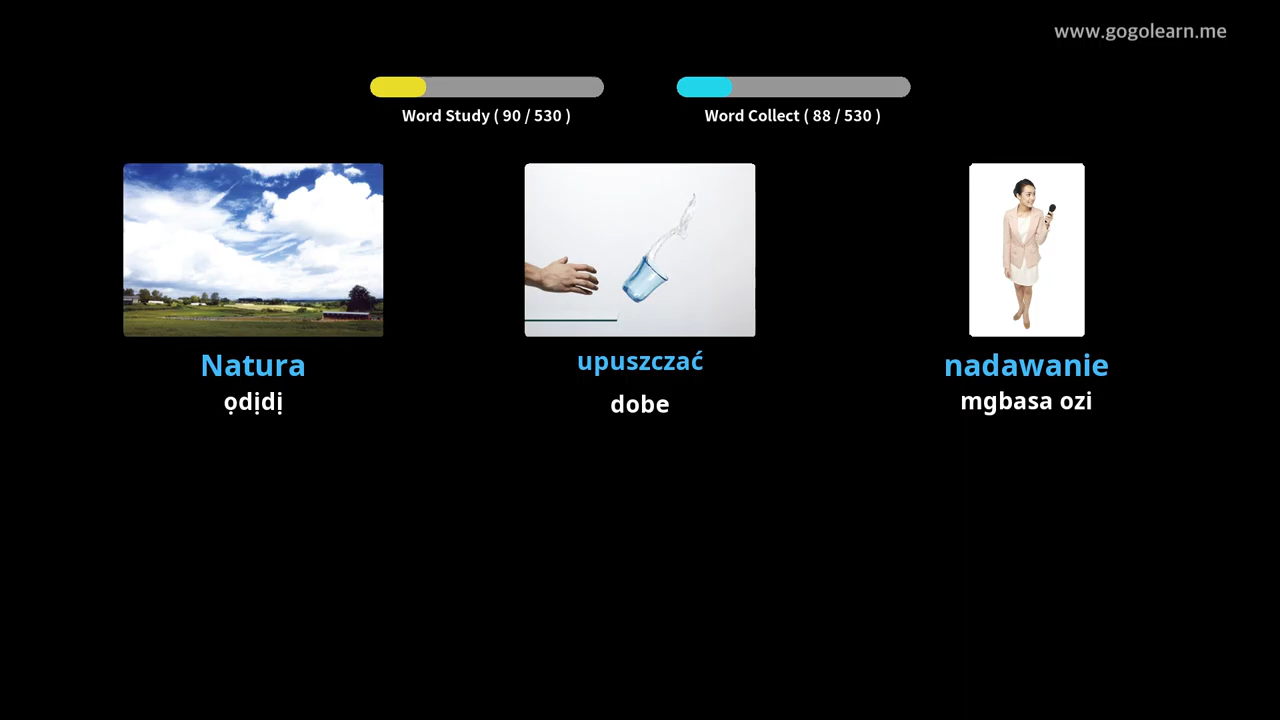 www.gogolearn.me
Word Study ( 90 / 530 )
Word Collect ( 88 / 530 )
Natura
ọdịdị
upuszczać
dobe
nadawanie
mgbasa ozi